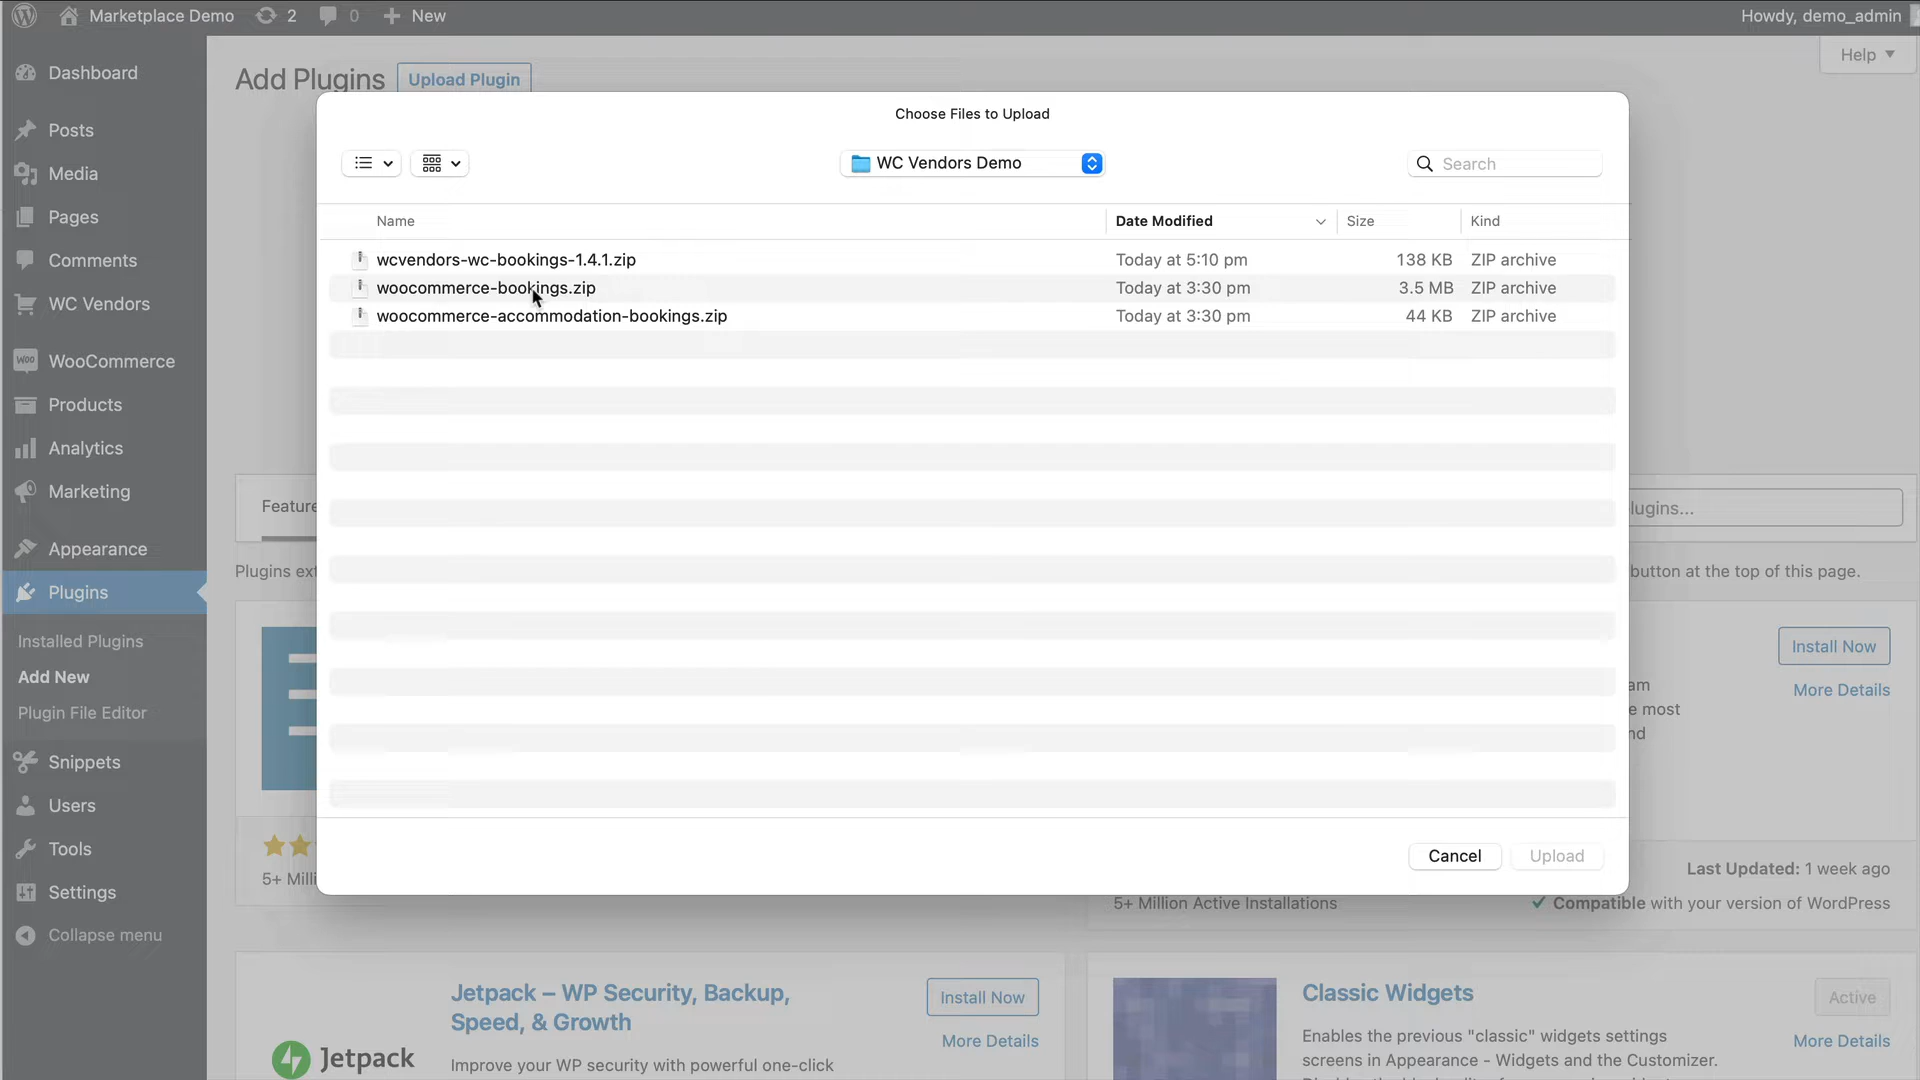 Marketplace Demo
2
0
New
Howdy, demo_admin
Help
Dashboard
Posts
Media
Pages
Comments
WC Vendors
WOO
WooCommerce
Products
Analytics
Marketing
Appearance
Plugins
Installed Plugins
Add New
Plugin File Editor
Snippets
Users
Tools
Settings
Collapse menu
Add Plugins
Upload Plugin
Choose Files to Upload
WC Vendors Demo
Search
Name
Date Modified
Size
Kind
wcvendors-wc-bookings-1.4.1.zip
Today at 5:10 pm
138 KB
ZIP archive
woocommerce-bookings.zip
Today at 3:30 pm
3.5 MB
ZIP archive
woocommerce-accommodation-bookings.zip
Today at 3:30 pm
44 KB
ZIP archive
Cancel
Upload
Feature
lugins...
Plugins ext
button at the top of this page.
Install Now
More Details
am
e most
nd
5+ Milli
Last Updated: 1 week ago
5+ Million Active Installations
Compatible with your version of WordPress
Jetpack – WP Security, Backup,
Speed, & Growth
Install Now
More Details
Jetpack
Improve your WP security with powerful one-click
Classic Widgets
Active
More Details
Enables the previous "classic" widgets settings
screens in Appearance - Widgets and the Customizer.